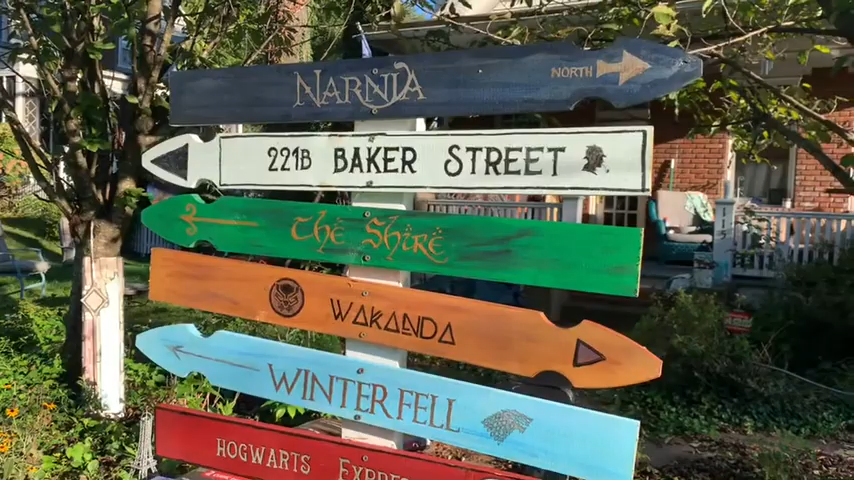 NARNIA NORTH
221B BAKER STREET
The Shire
WAKANDA
WINTERFELL
HOGWARTS